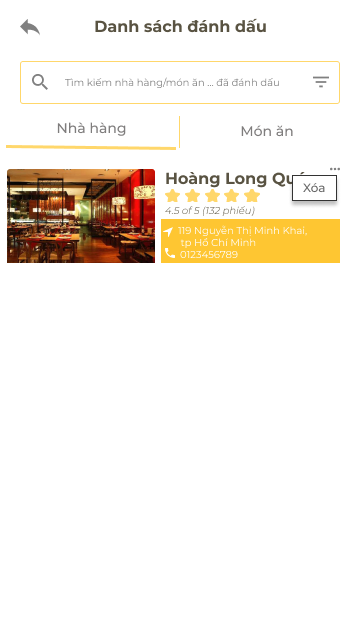 Danh sách đánh dấu
Tìm kiếm nhà hàng/món ăn ... đã đánh dấu
Nhà hàng
Món ăn
Hoàng Long
Xóa
4.5 of 5 (132 phiếu)
119 Nguyễn Thị Minh Khai,
tp Hồ Chí Minh
0123456789